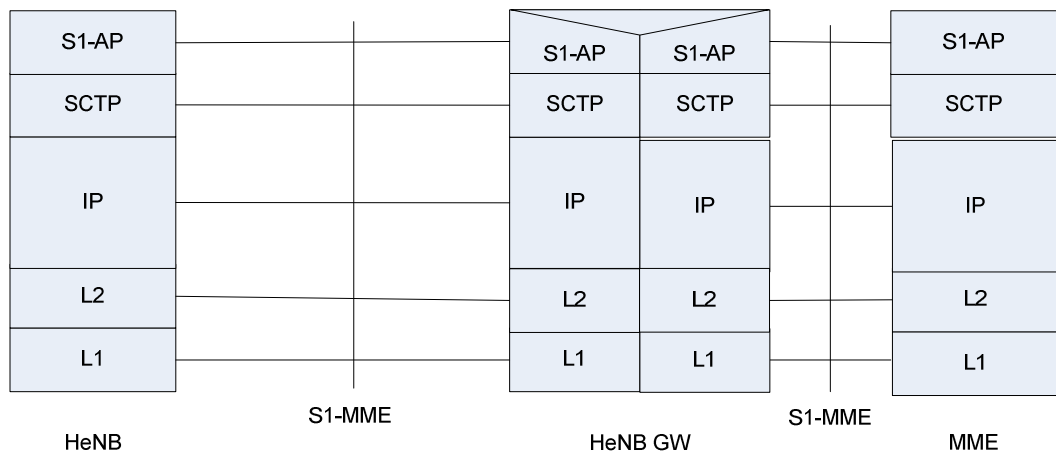 S1-AP
S1-AP
S1-AP
S1-AP
SCTP
SCTP
SCTP
SCTP
IP
IP
IP
IP
L2
L2
L2
L2
L1
L1
L1
L1
S1-MME
S1-MME
HeNB
HeNB GW
MME